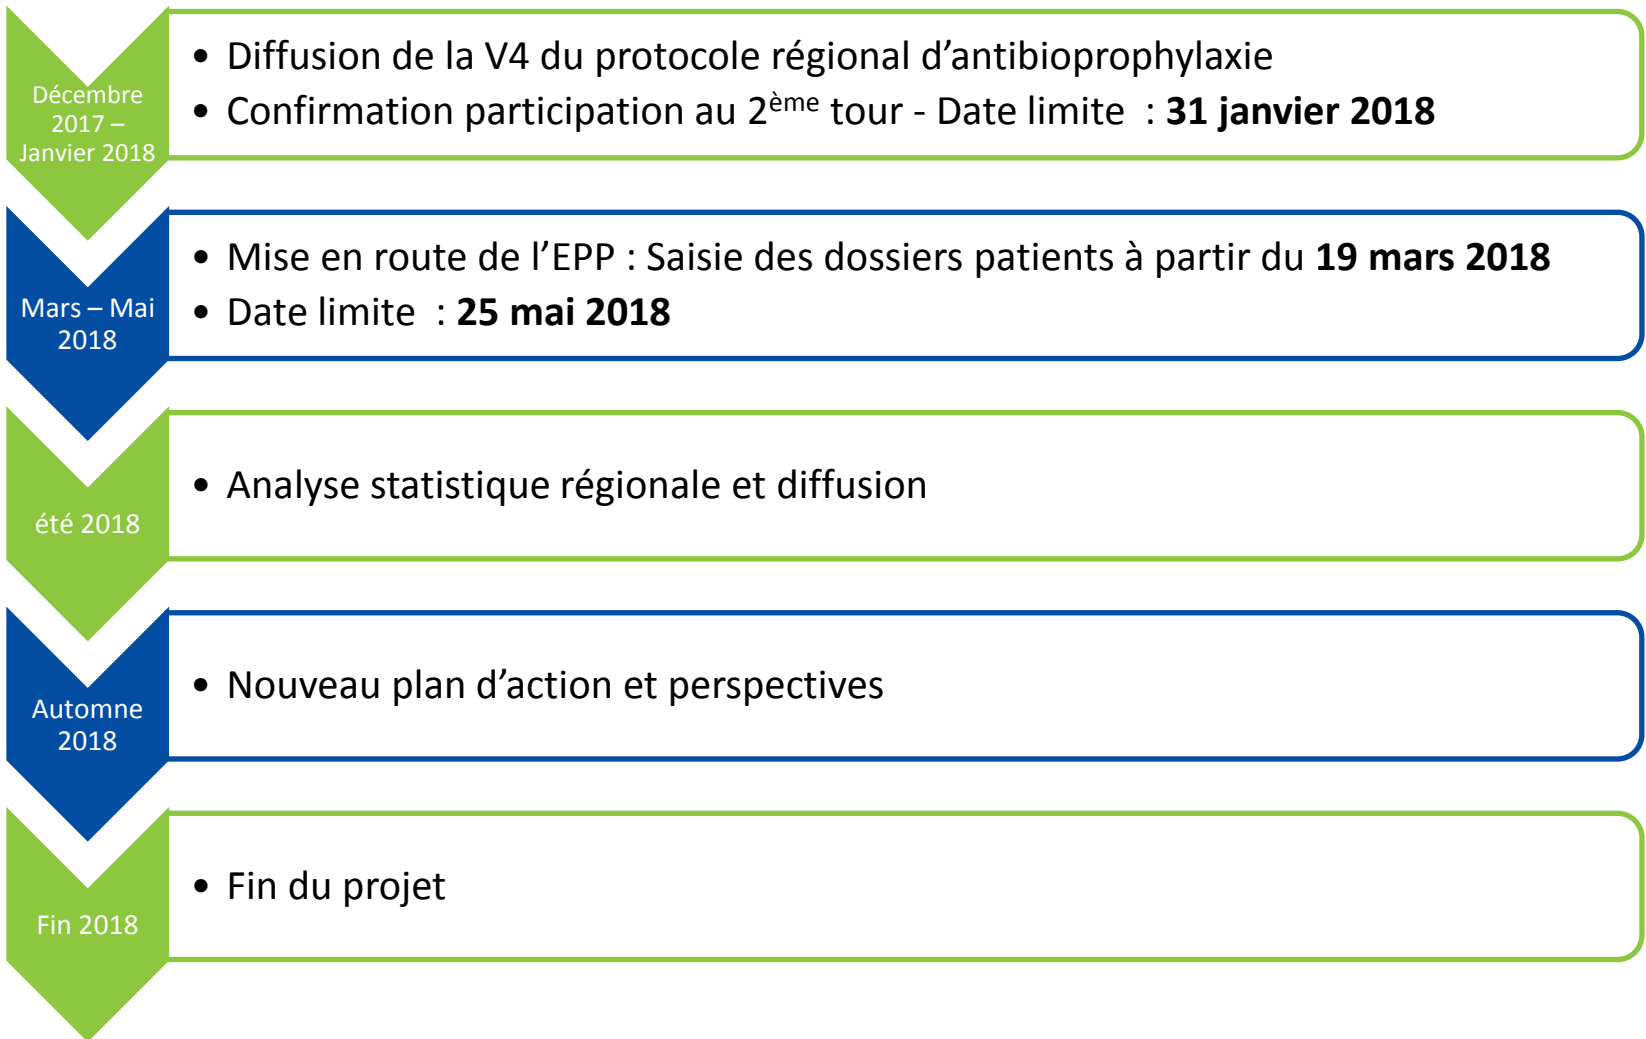 Décembre
2017 –
Janvier 2018
• Diffusion de la V4 du protocole régional d’antibioprophylaxie
• Confirmation participation au 2ème tour - Date limite : 31 janvier 2018
Mars – Mai
2018
• Mise en route de l’EPP : Saisie des dossiers patients à partir du 19 mars 2018
• Date limite : 25 mai 2018
été 2018
• Analyse statistique régionale et diffusion
Automne
2018
• Nouveau plan d’action et perspectives
Fin 2018
• Fin du projet